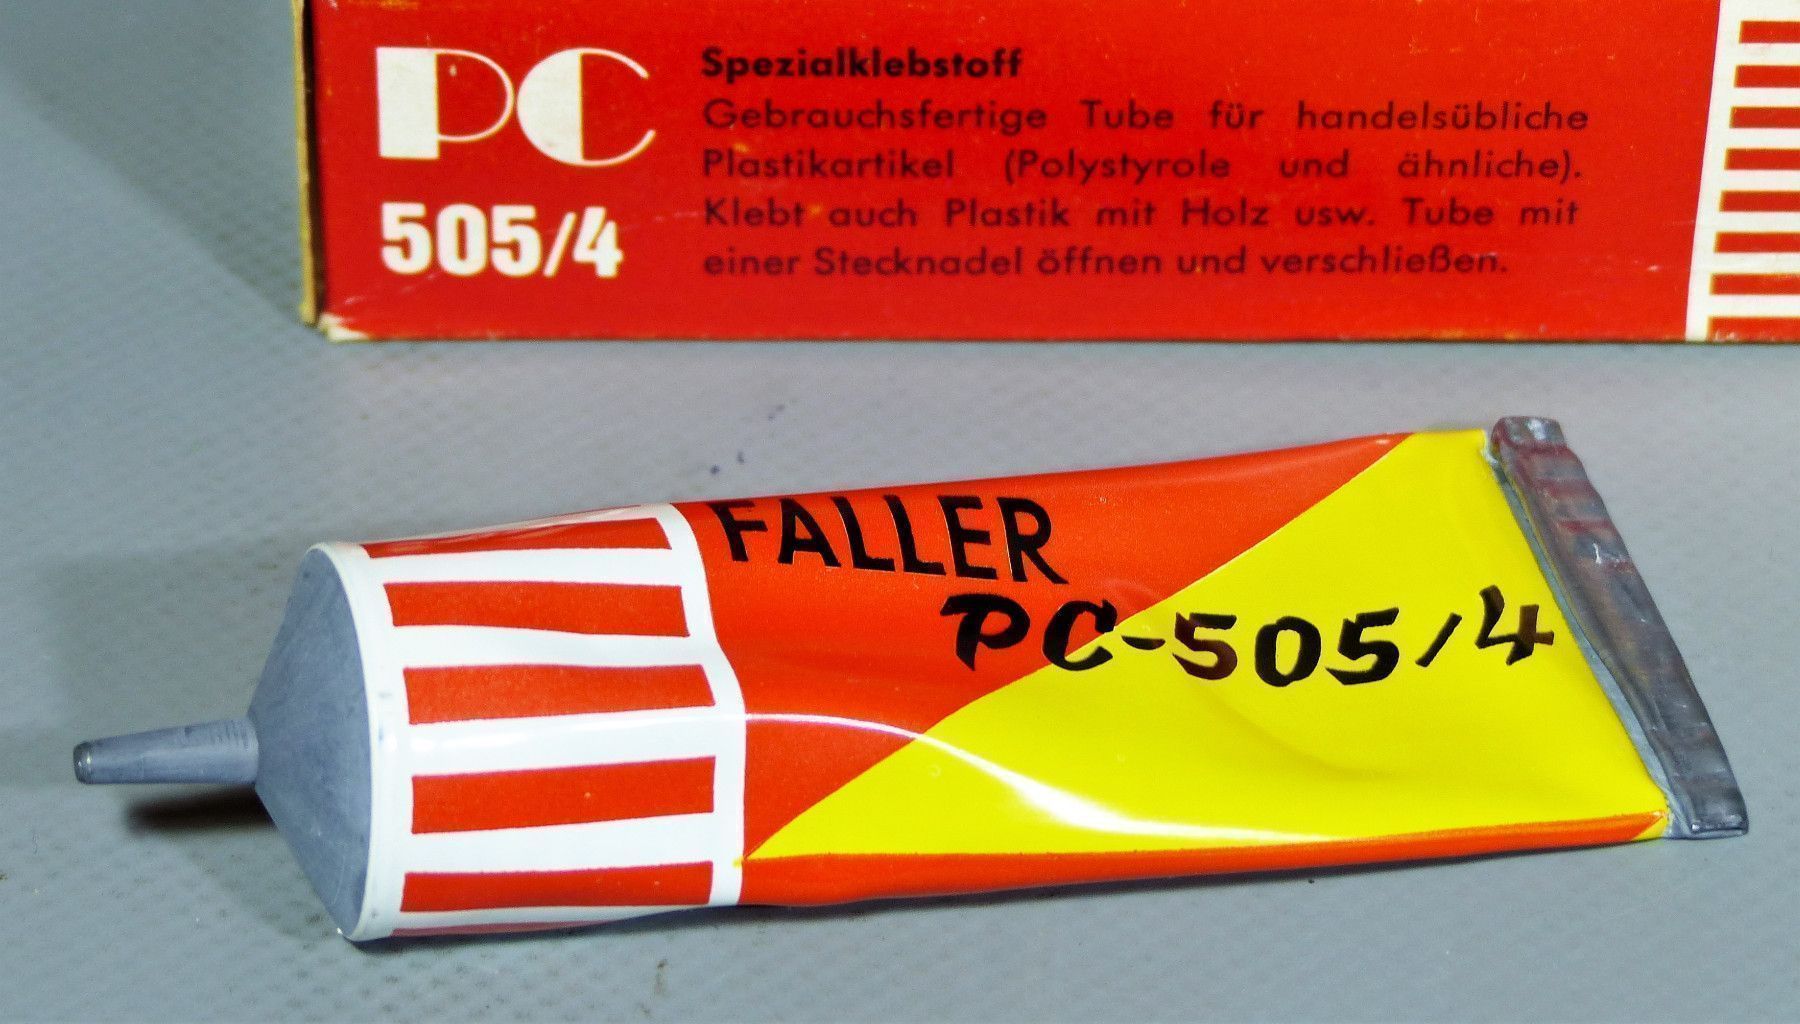 PC
505/4
Spezialklebstoff
Gebrauchsfertige Tube für handelsübliche
Plastikartikel (Polystyrole und ähnliche).
Klebt auch Plastik mit Holz usw. Tube mit
einer Stecknadel öffnen und verschließen.
FALLER
PC-505/4